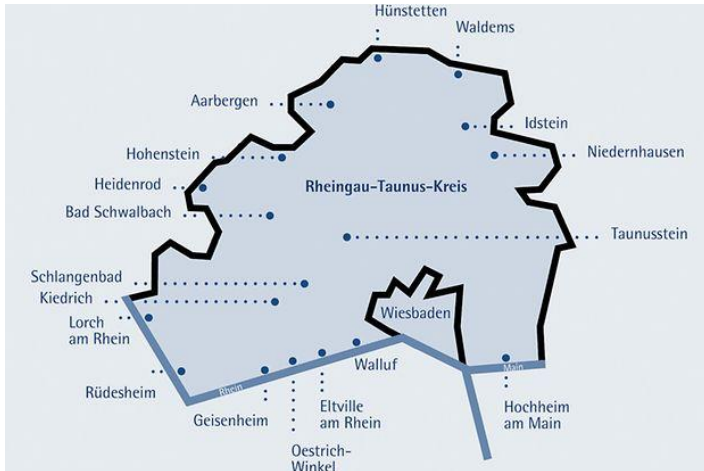 Hünstetten
Waldems
Aarbergen
Idstein
Hohenstein
Niedernhausen
Heidenrod
Rheingau-Taunus-Kreis
Bad Schwalbach
Taunusstein
Schlangenbad
Kiedrich
Wiesbaden
Lorch
am Rhein
Walluf
Main
Rüdesheim
Rhein
Geisenheim
Eltville
am Rhein
Hochheim
am Main
Oestrich-
Winkel